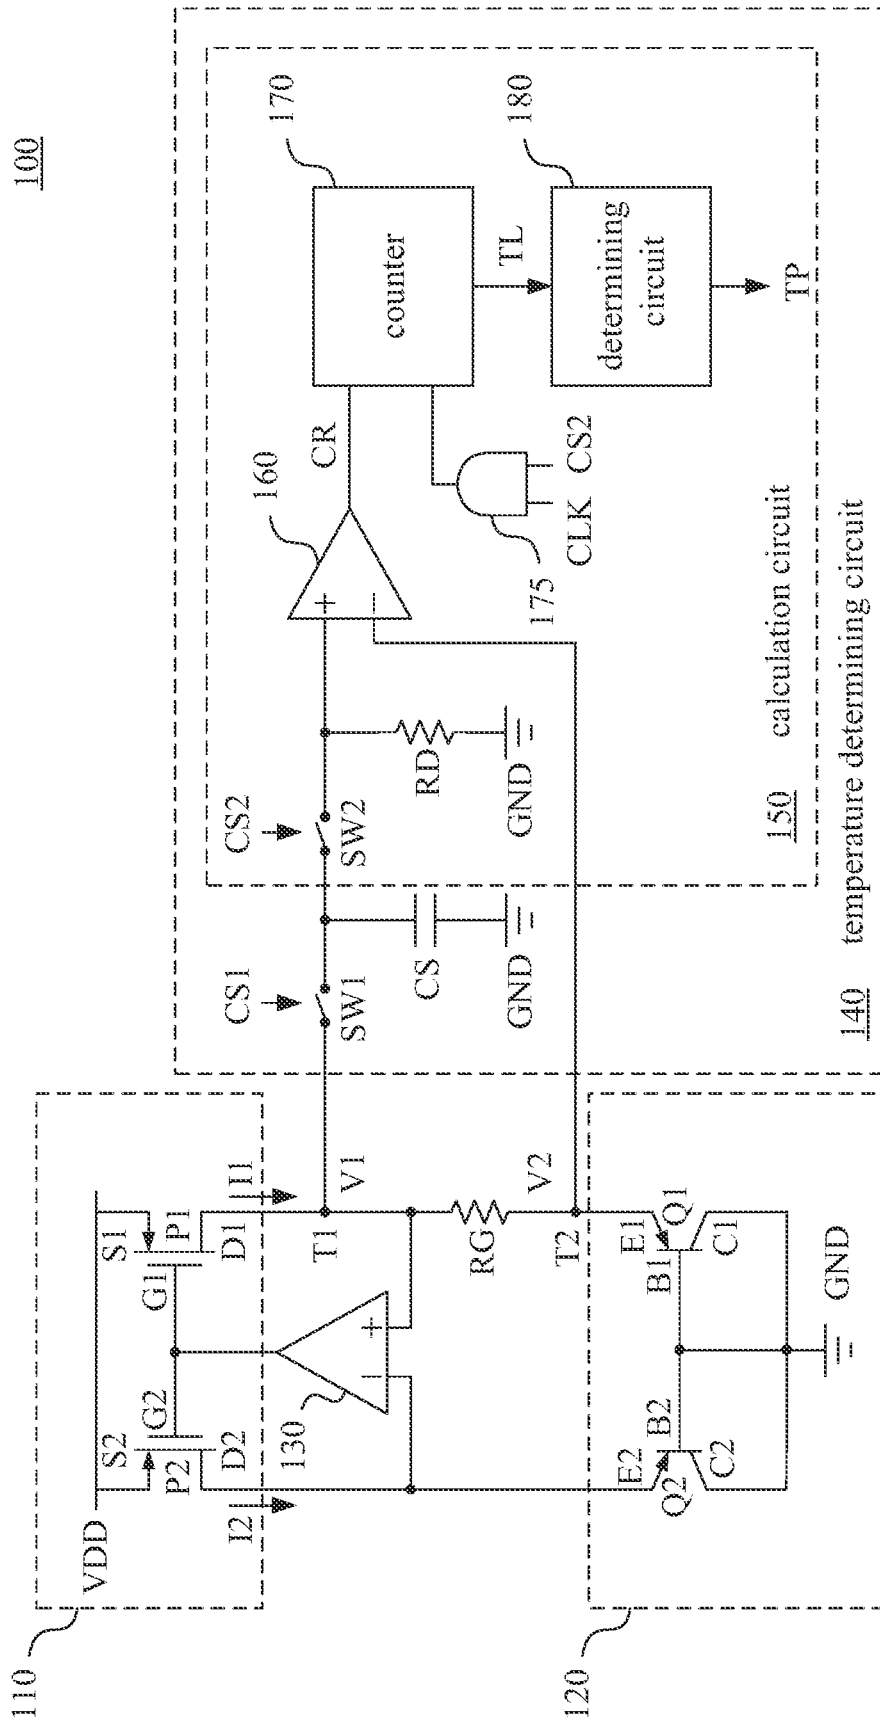 100
110
VDD
S2
S1
G2
G1
P2
P1
D2
D1
I2
I1
130
−
+
T1
V1
RG
T2
V2
120
E2
E1
B2
B1
Q2
Q1
C2
C1
GND
CS1
SW1
CS
GND
CS2
SW2
RD
GND
160
+
−
CR
170
counter
175
CLK
CS2
TL
180
determining
circuit
TP
150 calculation circuit
140 temperature determining circuit